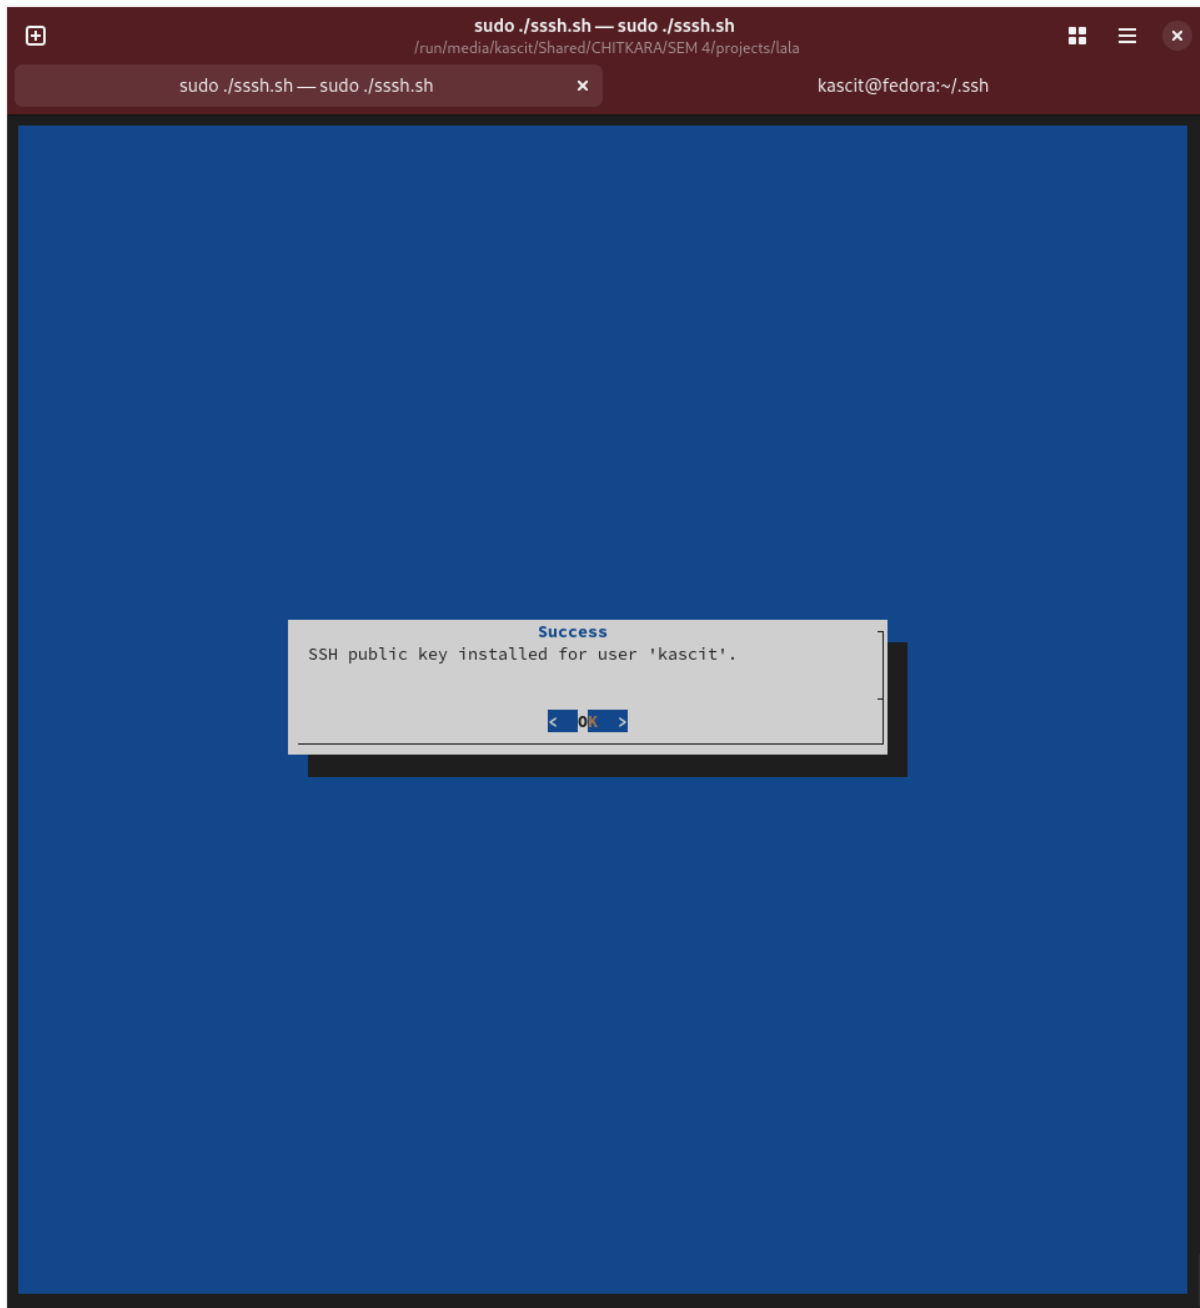 sudo ./sssh.sh — sudo ./sssh.sh
/run/media/kascit/Shared/CHITKARA/SEM 4/projects/lala
sudo ./sssh.sh — sudo ./sssh.sh
kascit@fedora:~/.ssh
Success
SSH public key installed for user 'kascit'.
<  OK  >